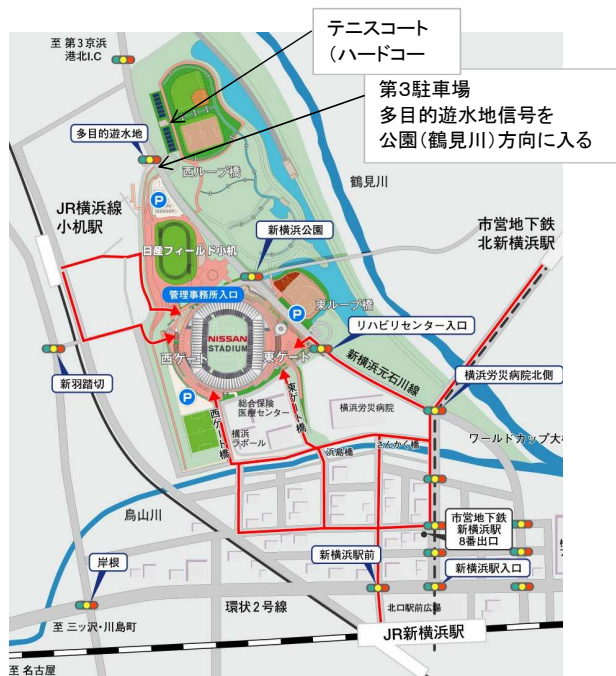 テニスコート
(ハードコー
第3駐車場
多目的遊水地信号を
公園(鶴見川)方向に入る
至 第3京浜
港北I.C
多目的遊水地
西ループ橋
鶴見川
P
JR横浜線
小机駅
日産フィールド小机
新横浜公園
市営地下鉄
北新横浜駅
管理事務所入口
東ループ橋
P
リハビリセンター入口
NISSAN
STADIUM
西ゲート
東ゲート
新横浜元石川線
新羽踏切
横浜労災病院北側
P
西ゲート橋
東ゲート橋
総合保険
医療センター
横浜労災病院
横浜
ラポール
浜鳥橋
さんかく橋
ワールドカップ大
鳥山川
市営地下鉄
新横浜駅
8番出口
岸根
新横浜駅前
新横浜駅入口
環状2号線
北口駅前広場
至 三ッ沢・川島町
JR新横浜駅
至 名古屋